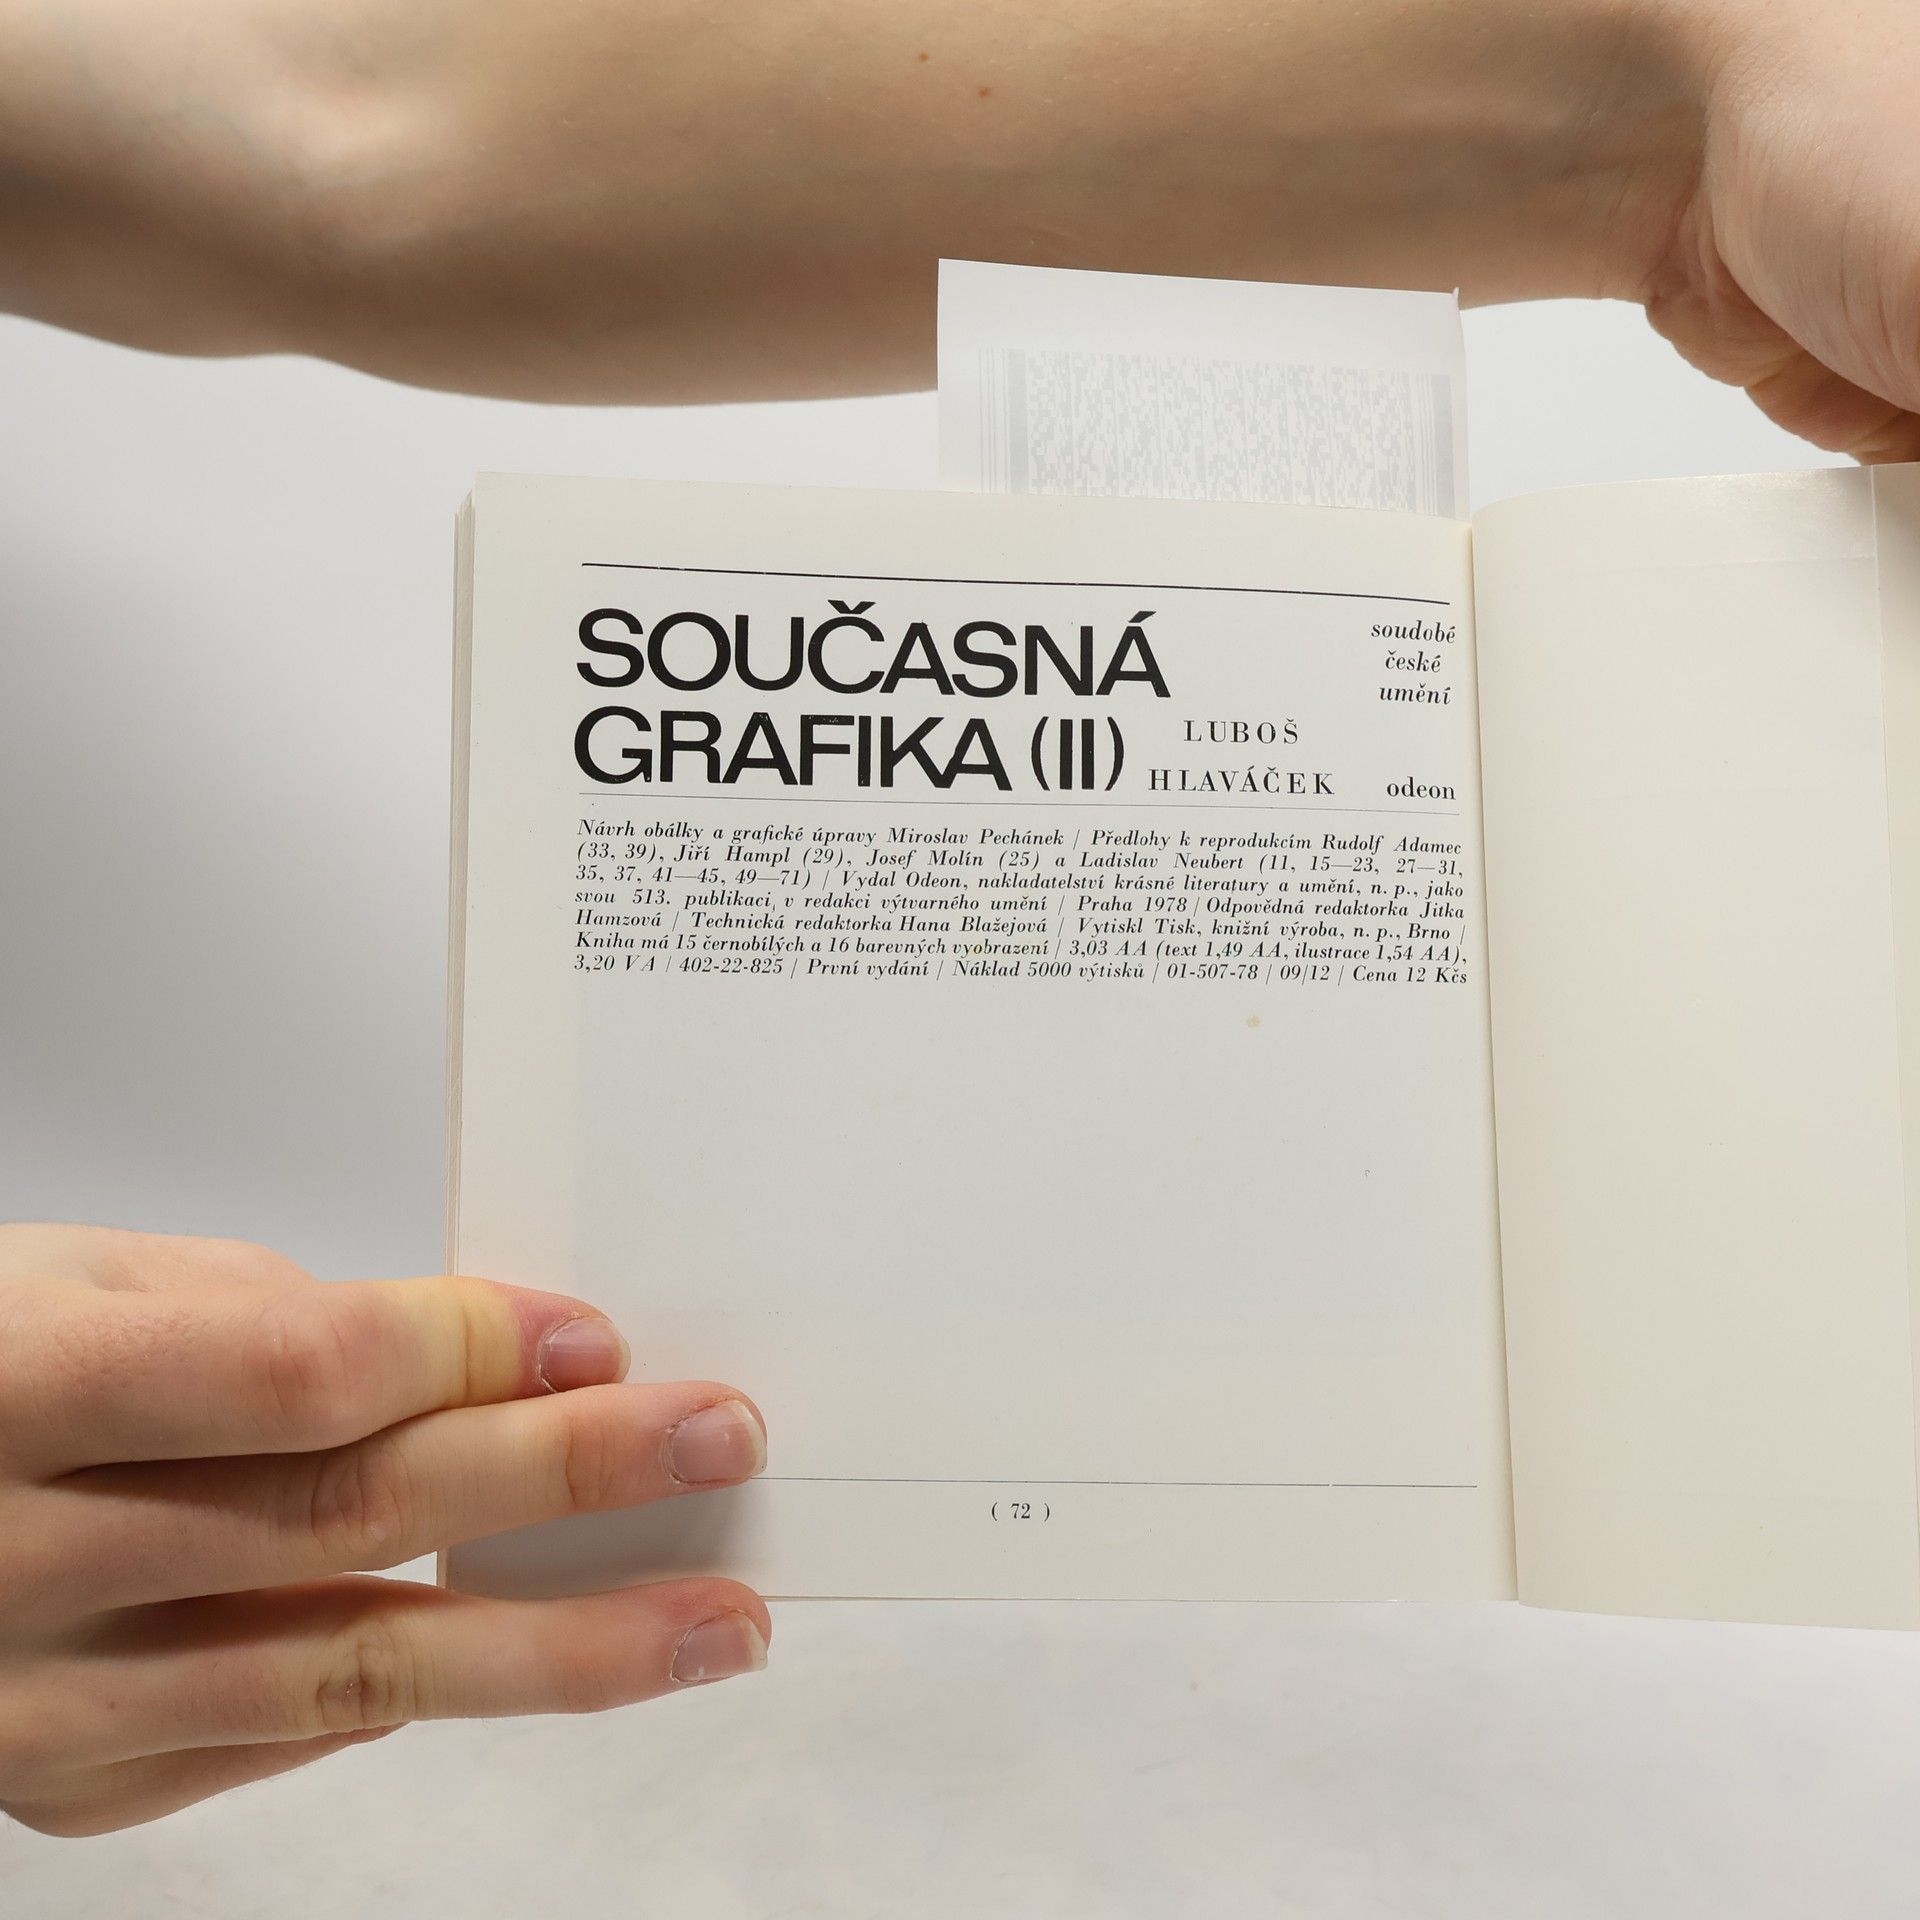 SOUČASNÁ
GRAFIKA (II)
LUBOŠ
HLAVÁČEK
soudobé
české
umění
odeon
Návrh obálky a grafické úpravy Miroslav Pechánek | Předlohy k reprodukcím Rudolf Adamec
(33, 39), Jiří Hampl (29), Josef Molín (25) a Ladislav Neubert (11, 15—23, 27—31,
35, 37, 41—45, 49—71) | Vydal Odeon, nakladatelství krásné literatury a umění, n. p., jako
svou 513. publikaci v redakci výtvarného umění | Praha 1978 | Odpovědná redaktorka Jitka
Hamzová | Technická redaktorka Hana Blažejová | Vytiskl Tisk, knižní výroba, n. p., Brno |
Kniha má 15 černobílých a 16 barevných vyobrazení | 3,03 AA (text 1,49 AA, ilustrace 1,54 AA),
3,20 VA | 402-22-825 | První vydání | Náklad 5000 výtisků | 01-507-78 | 09/12 | Cena 12 Kčs
( 72 )